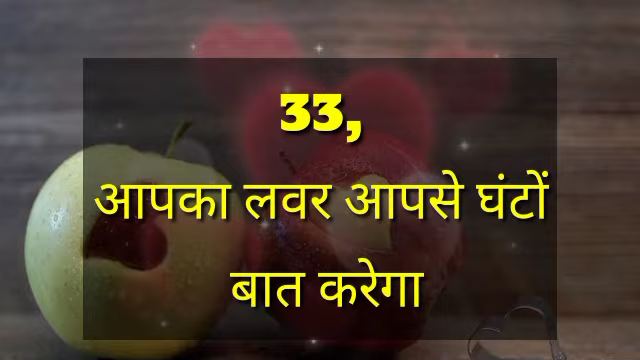 33,
आपका लवर आपसे घंटों
बात करेगा